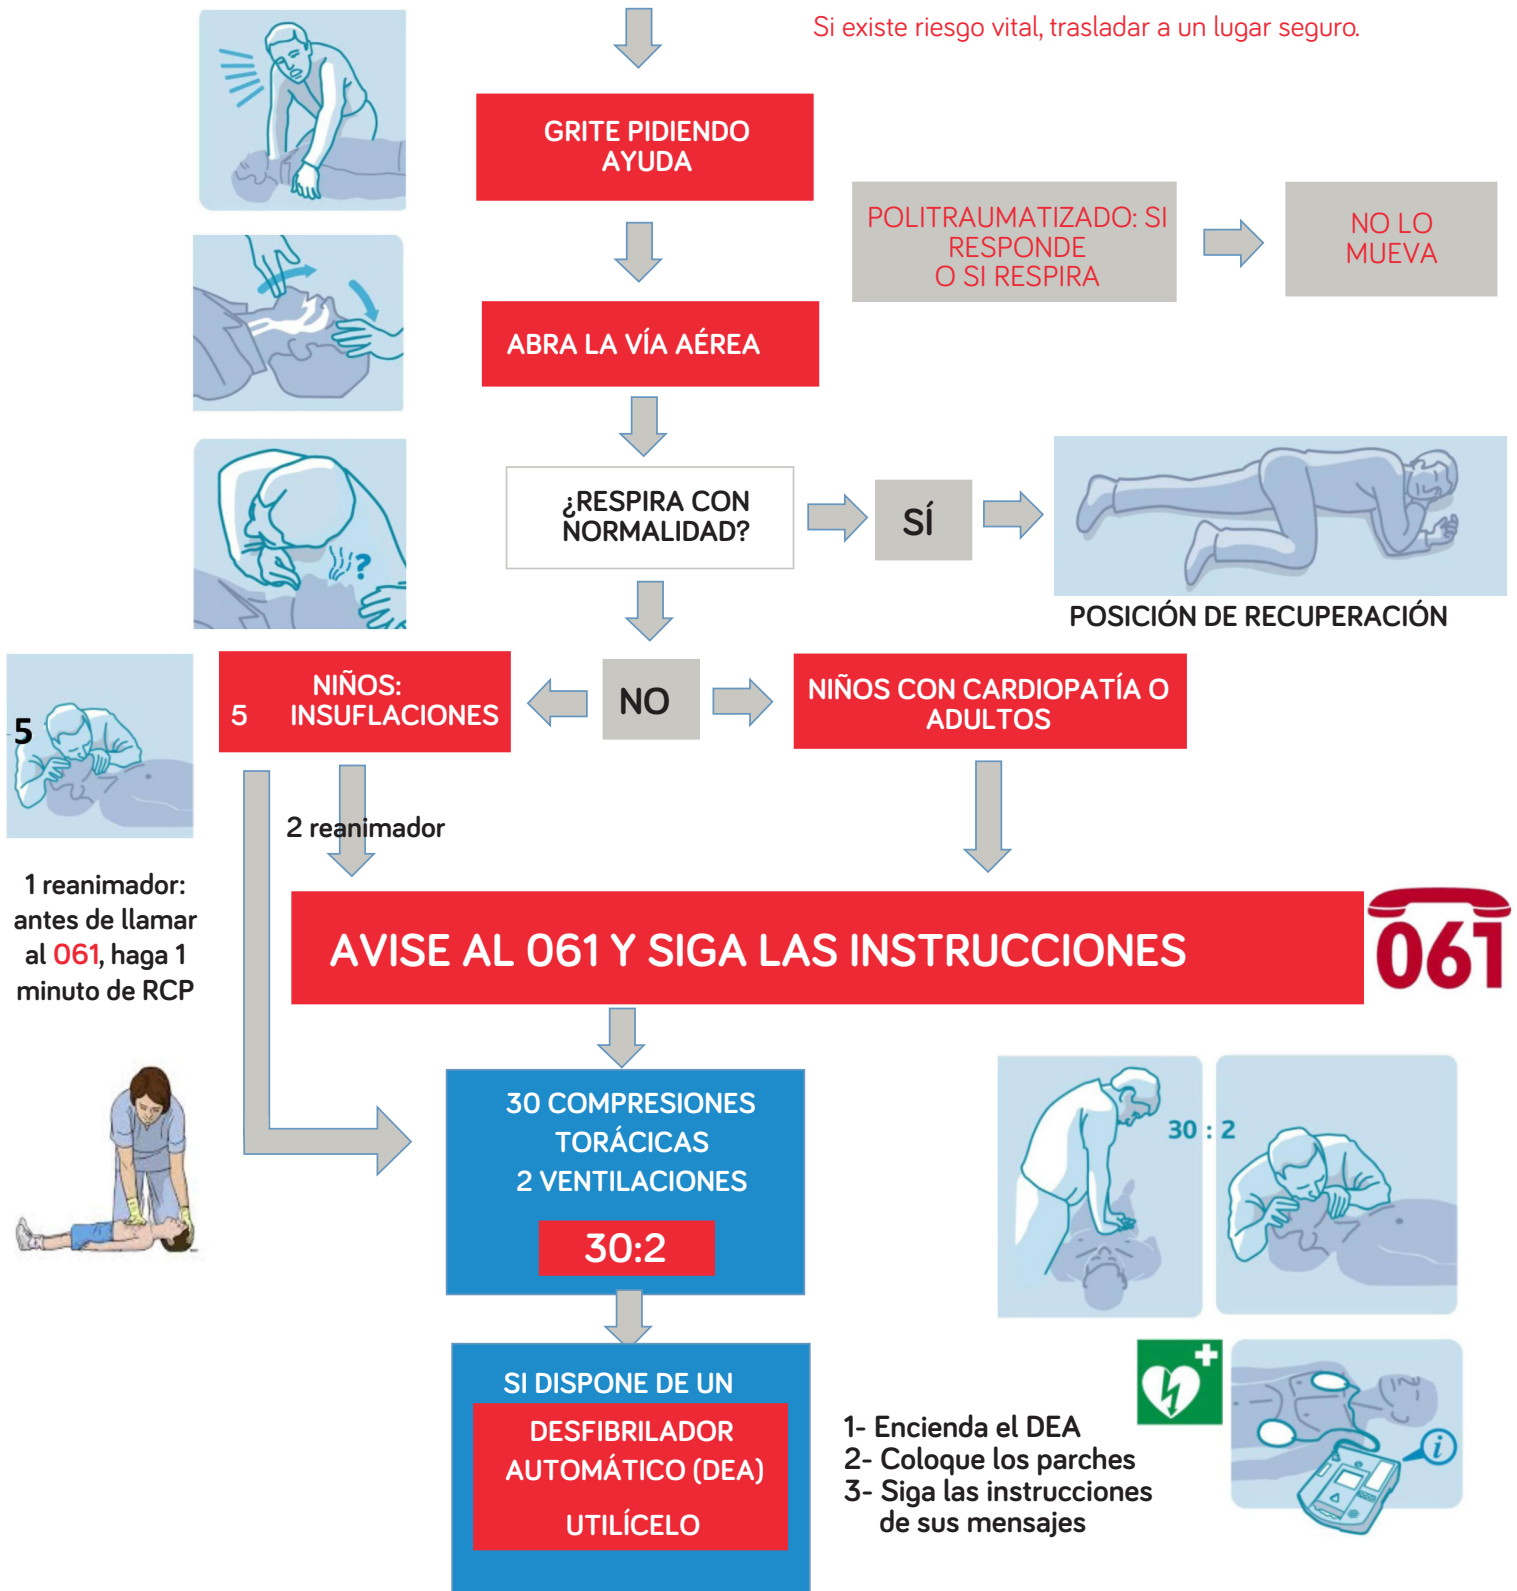 Si existe riesgo vital, trasladar a un lugar seguro.
GRITE PIDIENDO
AYUDA
POLITRAUMATIZADO: SI
RESPONDE
O SI RESPIRA
NO LO
MUEVA
ABRA LA VÍA AÉREA
¿RESPIRA CON
NORMALIDAD?
SÍ
?
POSICIÓN DE RECUPERACIÓN
5
NIÑOS:
5 INSUFLACIONES
NO
NIÑOS CON CARDIOPATÍA O
ADULTOS
2 reanimador
1 reanimador:
antes de llamar
al 061, haga 1
minuto de RCP
AVISE AL 061 Y SIGA LAS INSTRUCCIONES
061
30 COMPRESIONES
TORÁCICAS
2 VENTILACIONES
30:2
30 : 2
SI DISPONE DE UN
DESFIBRILADOR
AUTOMÁTICO (DEA)
UTILÍCELO
1- Encienda el DEA
2- Coloque los parches
3- Siga las instrucciones
de sus mensajes
i